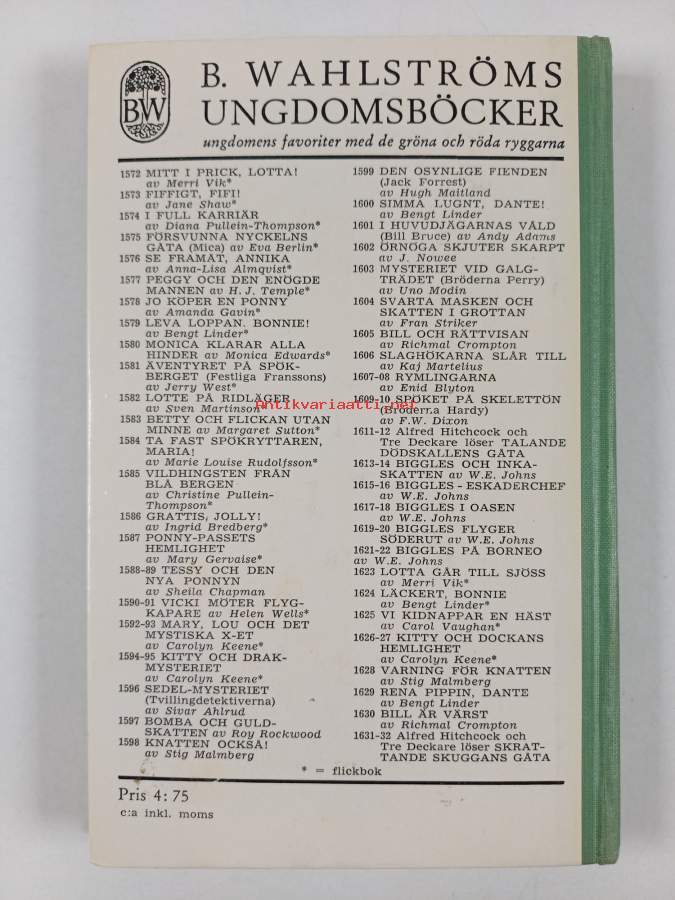 BW
B. WAHLSTRÖMS
UNGDOMSBÖCKER
ungdomens favoriter med de gröna och röda ryggarna
1572 MITT I PRICK, LOTTA!
av Merri Vik*
1573 FIFFIGT, FIFI!
av Jane Shaw*
1574 I FULL KARRIÄR
av Diana Pullein-Thompson*
1575 FÖRSVUNNA NYCKELNS
GÅTA (Mica) av Eva Berlin*
1576 SE FRAMÅT, ANNIKA
av Anna-Lisa Almqvist*
1577 PEGGY OCH DEN ENÖGDE
MANNEN av H. J. Temple*
1578 JO KÖPER EN PONNY
av Amanda Gavin*
1579 LEVA LOPPAN, BONNIE!
av Bengt Linder*
1580 MONICA KLARAR ALLA
HINDER av Monica Edwards*
1581 ÄVENTYRET PÅ SPÖK-
BERGET (Festliga Franssons)
av Jerry West*
1582 LOTTE PÅ RIDLÄGER
av Sven Martinson*
1583 BETTY OCH FLICKAN UTAN
MINNE av Margaret Sutton*
1584 TA FAST SPÖKRYTTAREN,
MARIA!
av Marie Louise Rudolfsson*
1585 VILDHINGSTEN FRÅN
BLÅ BERGEN
av Christine Pullein-
Thompson*
1586 GRATTIS, JOLLY!
av Ingrid Bredberg*
1587 PONNY-PASSETS
HEMLIGHET
av Mary Gervaise*
1588-89 TESSY OCH DEN
NYA PONNYN
av Sheila Chapman
1590-91 VICKI MÖTER FLYG-
KAPARE av Helen Wells*
1592-93 MARY, LOU OCH DET
MYSTISKA X-ET
av Carolyn Keene*
1594-95 KITTY OCH DRAK-
MYSTERIET
av Carolyn Keene*
1596 SEDEL-MYSTERIET
(Tvillingdetektiverna)
av Sivar Ahlrud
1597 BOMBA OCH GULD-
SKATTEN av Roy Rockwood
1598 KNATTEN OCKSÅ!
av Stig Malmberg
1599 DEN OSYNLIGE FIENDEN
(Jack Forrest)
av Hugh Maitland
1600 SIMMA LUGNT, DANTE!
av Bengt Linder
1601 I HUVUDJÄGARNAS VÅLD
(Bill Bruce) av Andy Adams
1602 ÖRNÖGA SKJUTER SKARPT
av J. Nowee
1603 MYSTERIET VID GALG-
TRÄDET (Bröderna Perry)
av Uno Modin
1604 SVARTA MASKEN OCH
SKATTEN I GROTTAN
av Fran Striker
1605 BILL OCH RÄTTVISAN
av Richmal Crompton
1606 SLAGHÖKARNA SLÅR TILL
av Kaj Martelius
1607-08 RYMLINGARNA
av Enid Blyton
1609-10 SPÖKET PÅ SKELETTÖN
(Bröderr.a Hardy)
av F.W. Dixon
1611-12 Alfred Hitchcock och
Tre Deckare löser TALANDE
DÖDSKALLENS GÅTA
1613-14 BIGGLES OCH INKA-
SKATTEN av W.E. Johns
1615-16 BIGGLES - ESKADERCHEF
av W.E. Johns
1617-18 BIGGLES I OASEN
av W.E. Johns
1619-20 BIGGLES FLYGER
SÖDERUT av W.E. Johns
1621-22 BIGGLES PÅ BORNEO
av W.E. Johns
1623 LOTTA GÅR TILL SJÖSS
av Merri Vik*
1624 LÄCKERT, BONNIE
av Bengt Linder*
1625 VI KIDNAPPAR EN HÄST
av Carol Vaughan*
1626-27 KITTY OCH DOCKANS
HEMLIGHET
av Carolyn Keene*
1628 VARNING FÖR KNATTEN
av Stig Malmberg
1629 RENA PIPPIN, DANTE
av Bengt Linder
1630 BILL ÄR VÄRST
av Richmal Crompton
1631-32 Alfred Hitchcock och
Tre Deckare löser SKRAT-
TANDE SKUGGANS GÅTA
* = flickbok
Pris 4: 75
c:a inkl. moms
Antikvariaatti.net